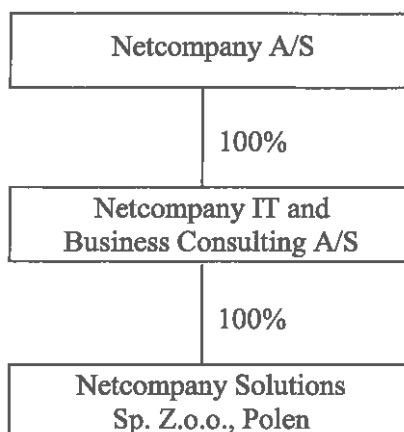 Netcompany A/S
100%
Netcompany IT and
Business Consulting A/S
100%
Netcompany Solutions
Sp. Z.o.o., Polen